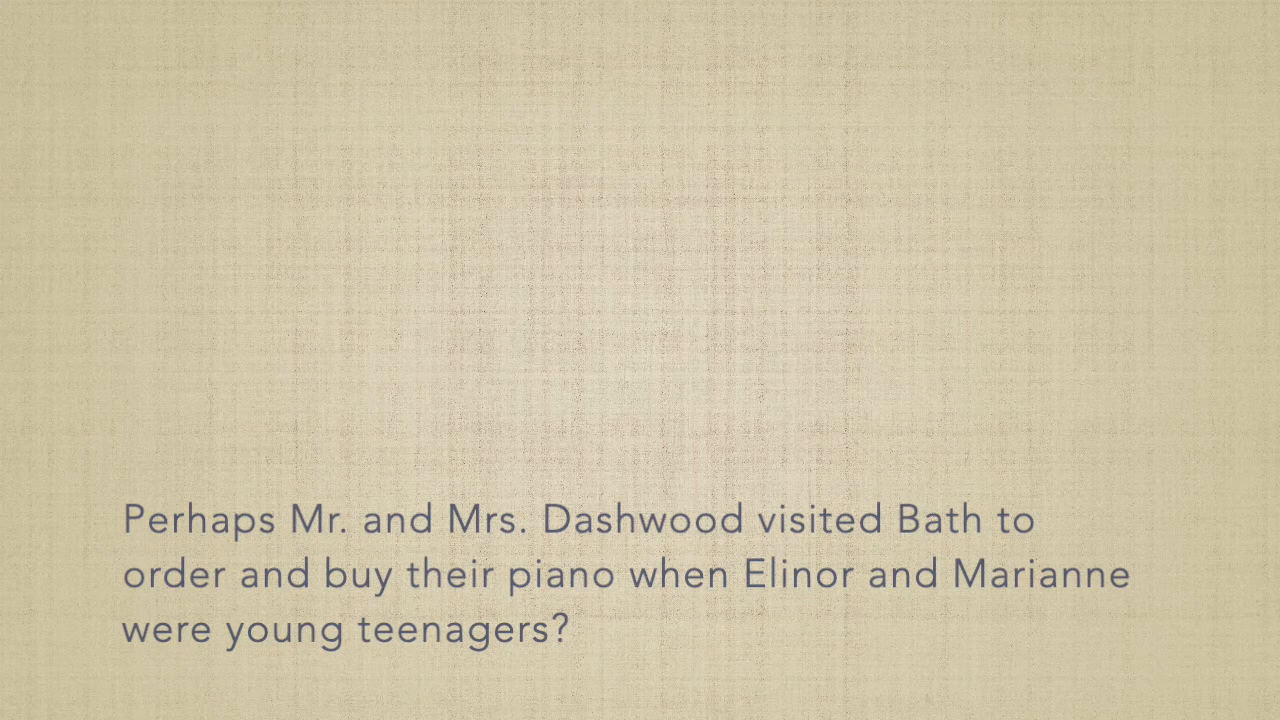 Perhaps Mr. and Mrs. Dashwood visited Bath to
order and buy their piano when Elinor and Marianne
were young teenagers?